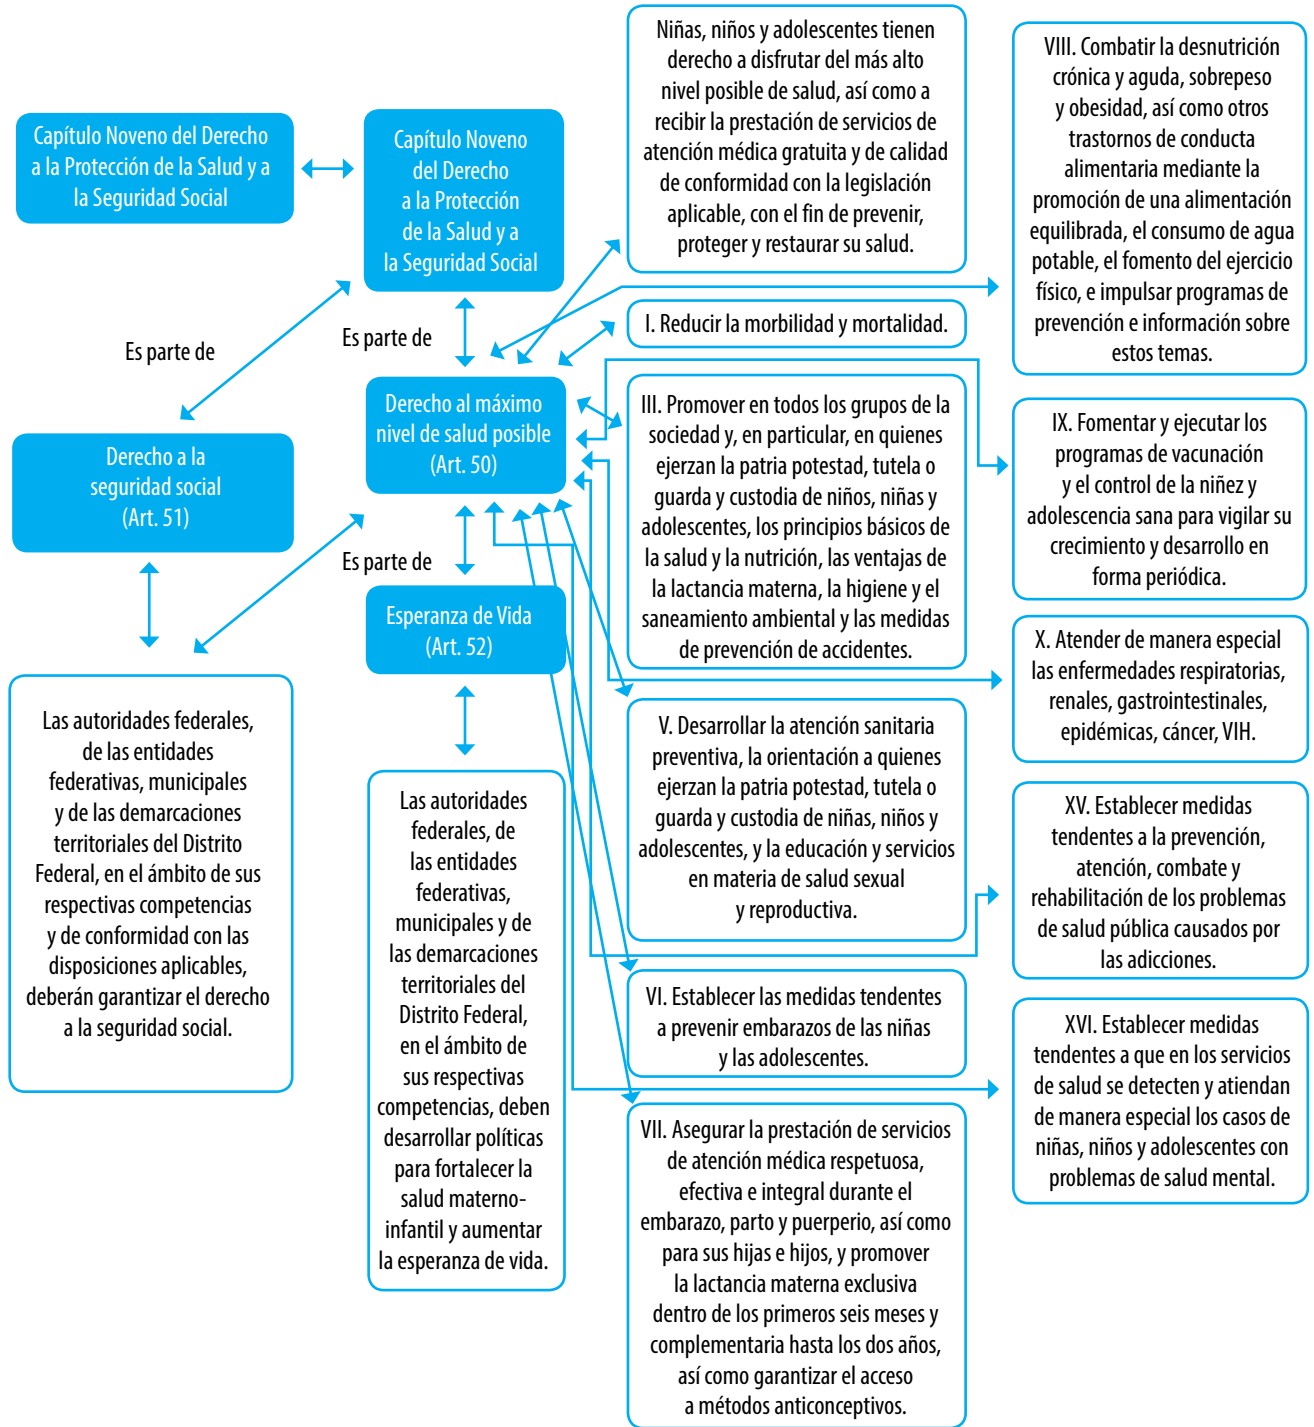 Capítulo Noveno del Derecho
a la Protección de la Salud y a
la Seguridad Social
Capítulo Noveno
del Derecho
a la Protección
de la Salud y a
la Seguridad Social
Es parte de
Es parte de
Derecho a la
seguridad social
(Art. 51)
Derecho al máximo
nivel de salud posible
(Art. 50)
Es parte de
Esperanza de Vida
(Art. 52)
Las autoridades federales,
de las entidades
federativas, municipales
y de las demarcaciones
territoriales del Distrito
Federal, en el ámbito de sus
respectivas competencias
y de conformidad con las
disposiciones aplicables,
deberán garantizar el derecho
a la seguridad social.
Las autoridades
federales, de
las entidades
federativas,
municipales y de
las demarcaciones
territoriales del
Distrito Federal,
en el ámbito de
sus respectivas
competencias, deben
desarrollar políticas
para fortalecer la
salud materno-
infantil y aumentar
la esperanza de vida.
Niñas, niños y adolescentes tienen
derecho a disfrutar del más alto
nivel posible de salud, así como a
recibir la prestación de servicios de
atención médica gratuita y de calidad
de conformidad con la legislación
aplicable, con el fin de prevenir,
proteger y restaurar su salud.
I. Reducir la morbilidad y mortalidad.
III. Promover en todos los grupos de la
sociedad y, en particular, en quienes
ejerzan la patria potestad, tutela o
guarda y custodia de niños, niñas y
adolescentes, los principios básicos de
la salud y la nutrición, las ventajas de
la lactancia materna, la higiene y el
saneamiento ambiental y las medidas
de prevención de accidentes.
V. Desarrollar la atención sanitaria
preventiva, la orientación a quienes
ejerzan la patria potestad, tutela o
guarda y custodia de niñas, niños y
adolescentes, y la educación y servicios
en materia de salud sexual
y reproductiva.
VI. Establecer las medidas tendentes
a prevenir embarazos de las niñas
y las adolescentes.
VII. Asegurar la prestación de servicios
de atención médica respetuosa,
efectiva e integral durante el
embarazo, parto y puerperio, así como
para sus hijas e hijos, y promover
la lactancia materna exclusiva
dentro de los primeros seis meses y
complementaria hasta los dos años,
así como garantizar el acceso
a métodos anticonceptivos.
VIII. Combatir la desnutrición
crónica y aguda, sobrepeso
y obesidad, así como otros
trastornos de conducta
alimentaria mediante la
promoción de una alimentación
equilibrada, el consumo de agua
potable, el fomento del ejercicio
físico, e impulsar programas de
prevención e información sobre
estos temas.
IX. Fomentar y ejecutar los
programas de vacunación
y el control de la niñez y
adolescencia sana para vigilar su
crecimiento y desarrollo en
forma periódica.
X. Atender de manera especial
las enfermedades respiratorias,
renales, gastrointestinales,
epidémicas, cáncer, VIH.
XV. Establecer medidas
tendentes a la prevención,
atención, combate y
rehabilitación de los problemas
de salud pública causados por
las adicciones.
XVI. Establecer medidas
tendentes a que en los servicios
de salud se detecten y atiendan
de manera especial los casos de
niñas, niños y adolescentes con
problemas de salud mental.